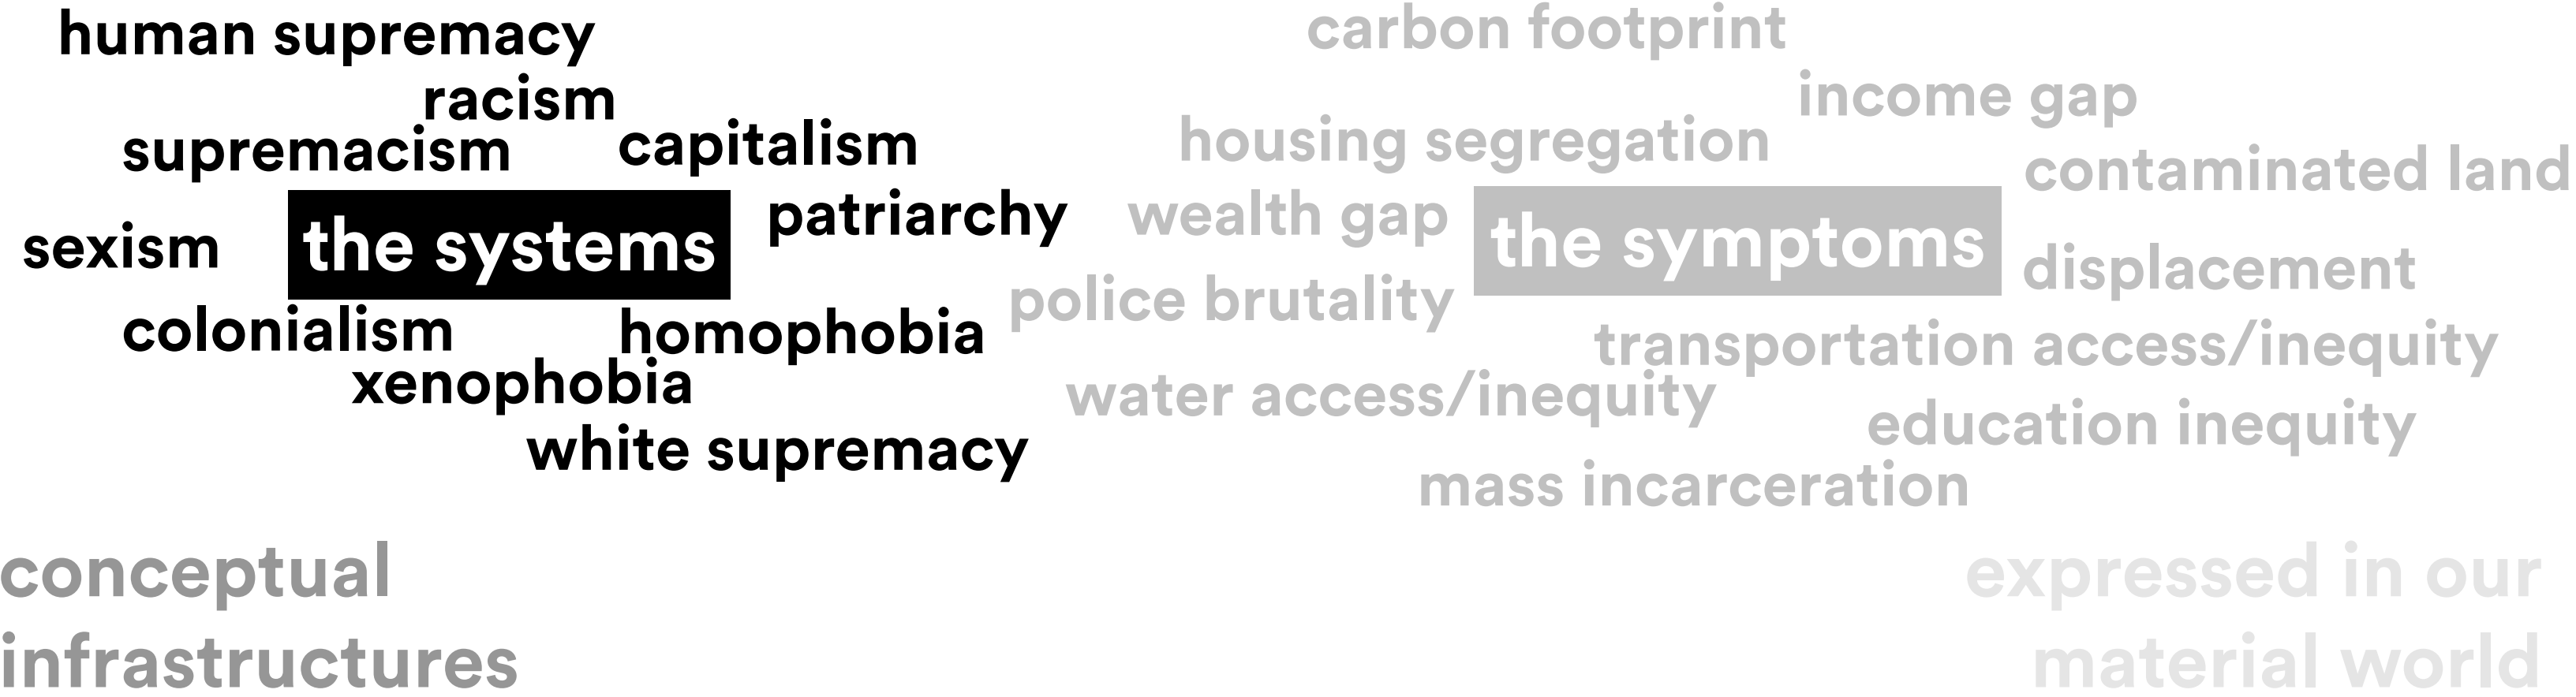 human supremacy
racism
supremacism
capitalism
the systems
patriarchy
sexism
colonialism
homophobia
xenophobia
white supremacy
conceptual
infrastructures
carbon footprint
income gap
housing segregation
contaminated land
wealth gap
the symptoms
displacement
police brutality
transportation access/inequity
water access/inequity
education inequity
mass incarceration
expressed in our
material world